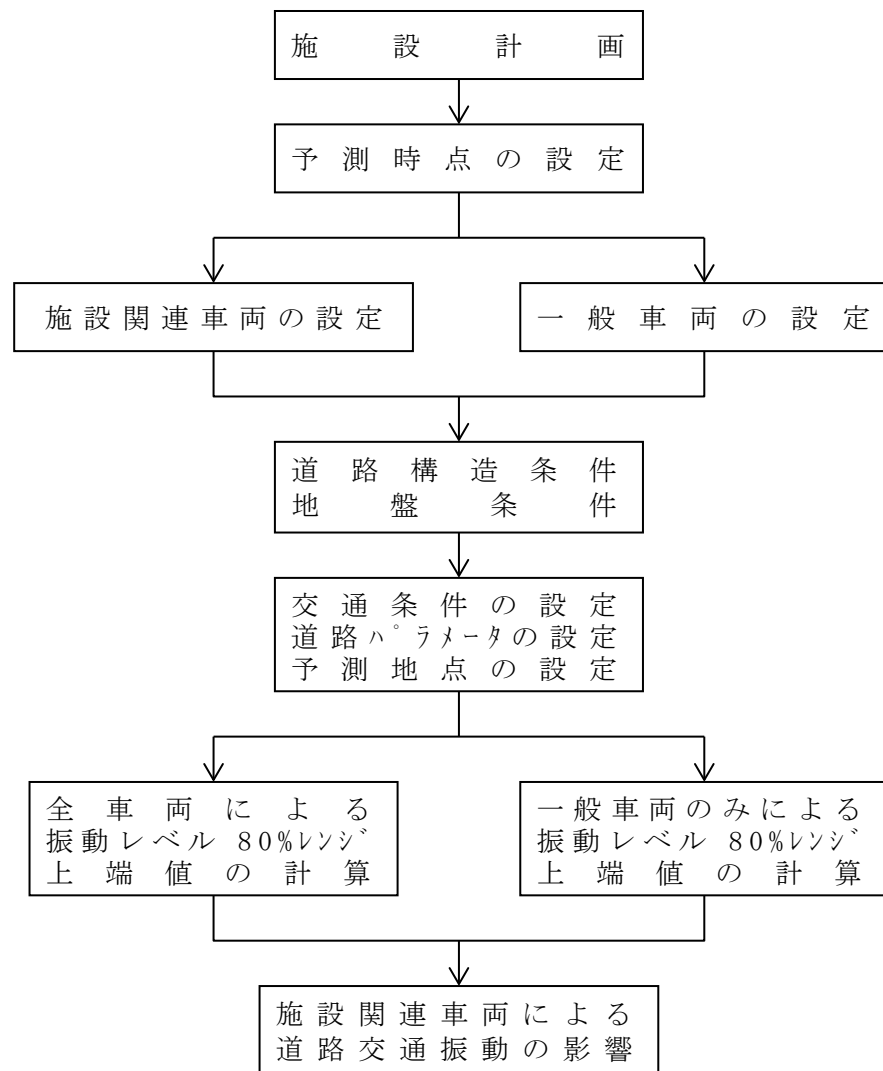 施設計画
予測時点の設定
施設関連車両の設定
一般車両の設定
道路構造条件
地盤条件
交通条件の設定
道路ﾊﾟﾗﾒｰﾀの設定
予測地点の設定
全車両による
振動レベル 80%ﾚﾝｼﾞ
上端値の計算
一般車両のみによる
振動レベル 80%ﾚﾝｼﾞ
上端値の計算
施設関連車両による
道路交通振動の影響